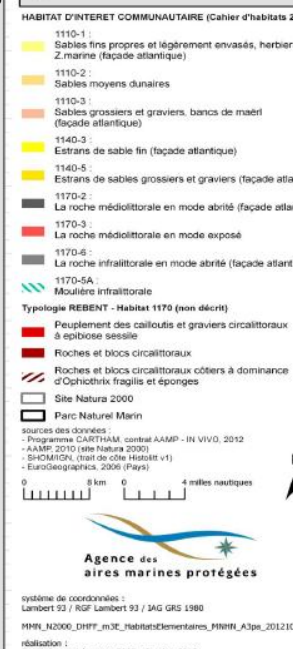 HABITAT D'INTERET COMMUNAUTAIRE (Cahier d'habitats 2
1110-1 :
Sables fins propres et légèrement envasés, herbier
Z.marine (façade atlantique)
1110-2 :
Sables moyens dunaires
1110-3 :
Sables grossiers et graviers, bancs de maërl
(façade atlantique)
1140-3 :
Estrans de sable fin (façade atlantique)
1140-5 :
Estrans de sables grossiers et graviers (façade atla
1170-2 :
La roche médiolittorale en mode abrité (façade atlan
1170-3 :
La roche médiolittorale en mode exposé
1170-6 :
La roche infralittorale en mode abrité (façade atlant
1170-5A :
Moulière infralittorale
Typologie REBENT - Habitat 1170 (non décrit)
Peuplement des cailloutis et graviers circalittoraux
à epibiose sessile
Roches et blocs circalittoraux
Roches et blocs circalittoraux côtiers à dominance
d'Ophiothrix fragilis et éponges
Site Natura 2000
Parc Naturel Marin
sources des données :
- Programme CARTHAM, contrat AAMP - IN VIVO, 2012
- AAMP, 2010 (site Natura 2000)
- SHOM/IGN, (trait de côte Histolitt v1)
- EuroGeographics, 2006 (Pays)
0 8 km 0 4 milles nautiques
Agence des
aires marines protégées
système de coordonnées :
Lambert 93 / RGF Lambert 93 / IAG GRS 1980
MMN_N2000_DHFF_m3E_HabitatsElementaires_MNHN_A3pa_201210
réalisation :